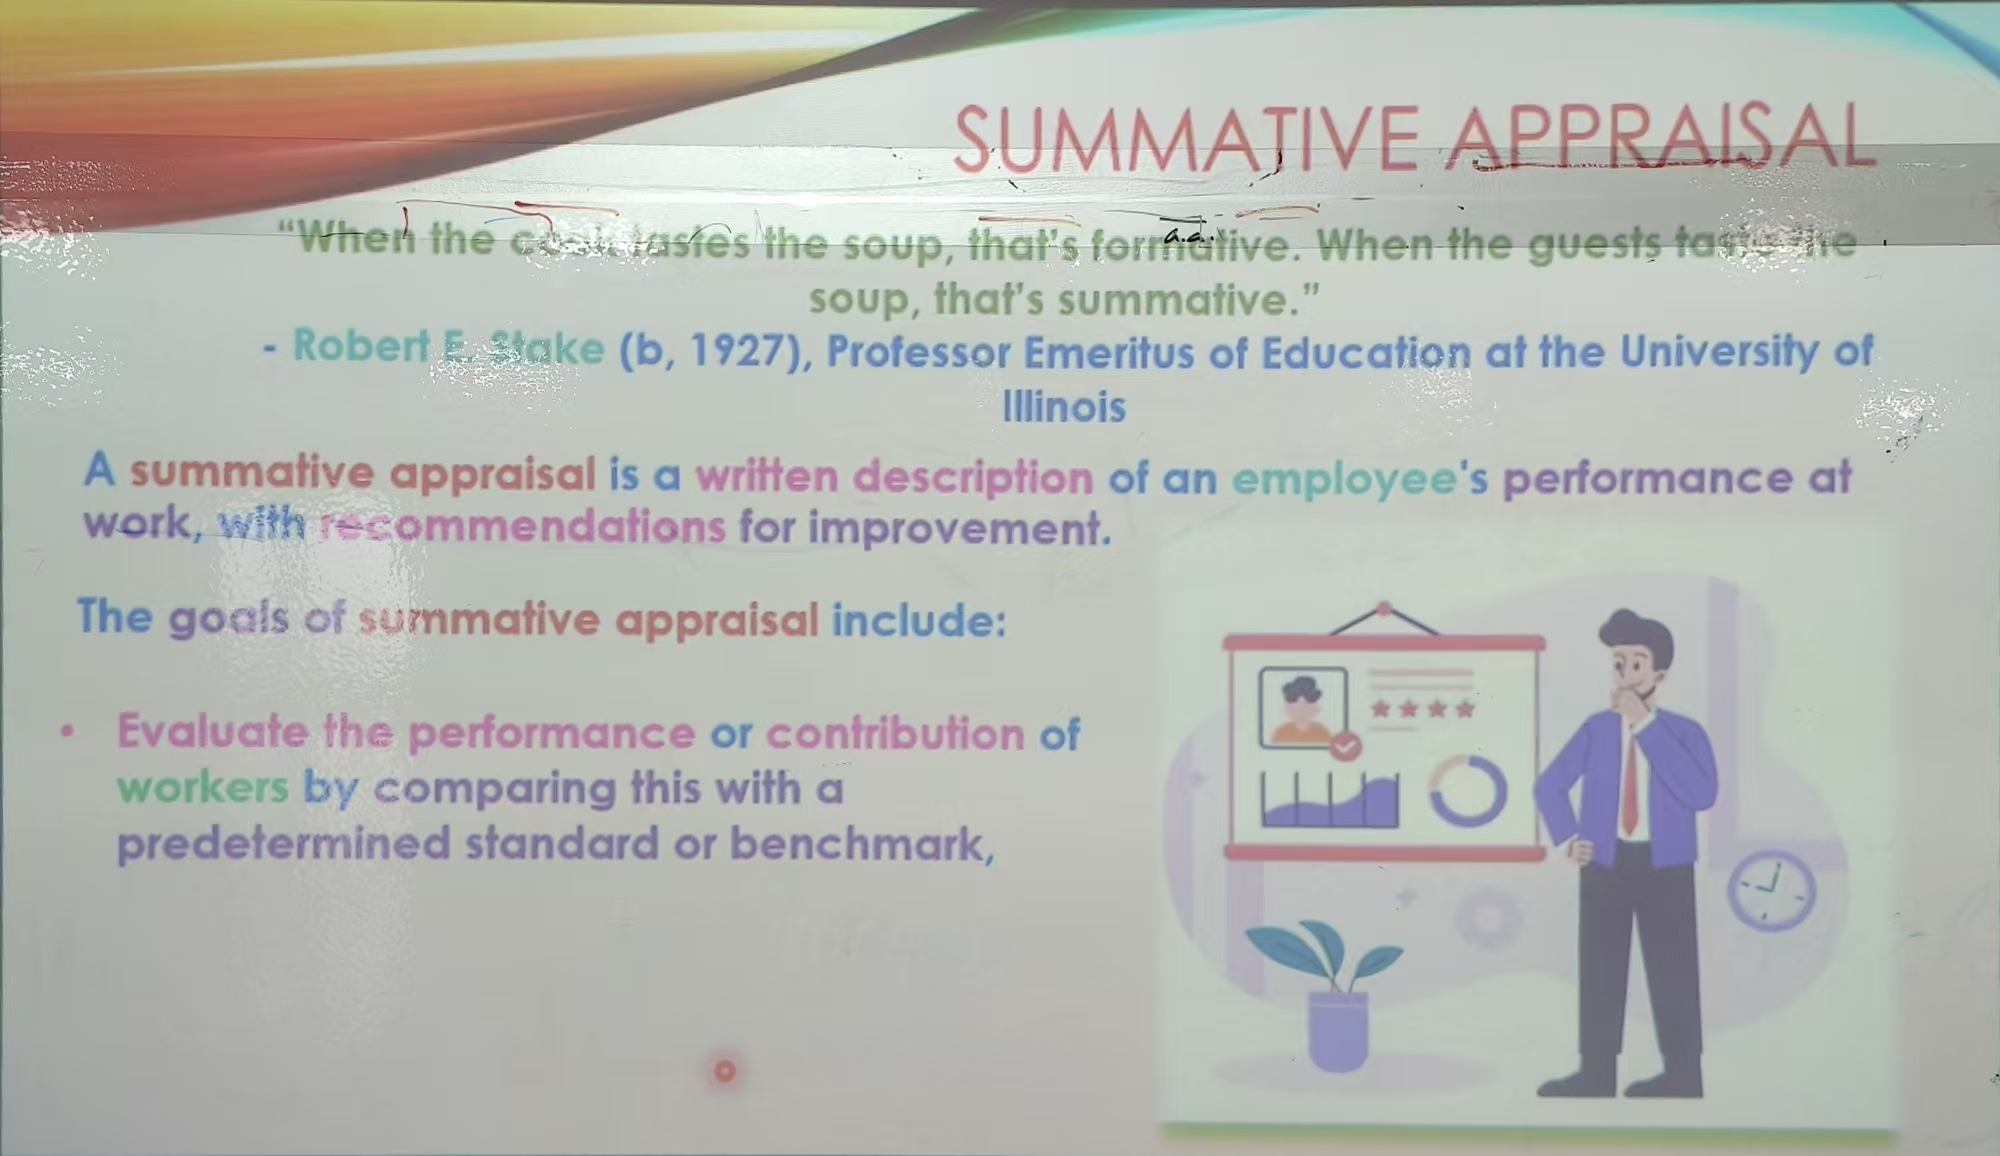 SUMMATIVE APPRAISAL
“When the cook tastes the soup, that's formative. When the guests taste the
soup, that's summative.”
- Robert E. Stake (b, 1927), Professor Emeritus of Education at the University of
Illinois
A summative appraisal is a written description of an employee's performance at
work, with recommendations for improvement.
The goals of summative appraisal include:
• Evaluate the performance or contribution of
workers by comparing this with a
predetermined standard or benchmark,